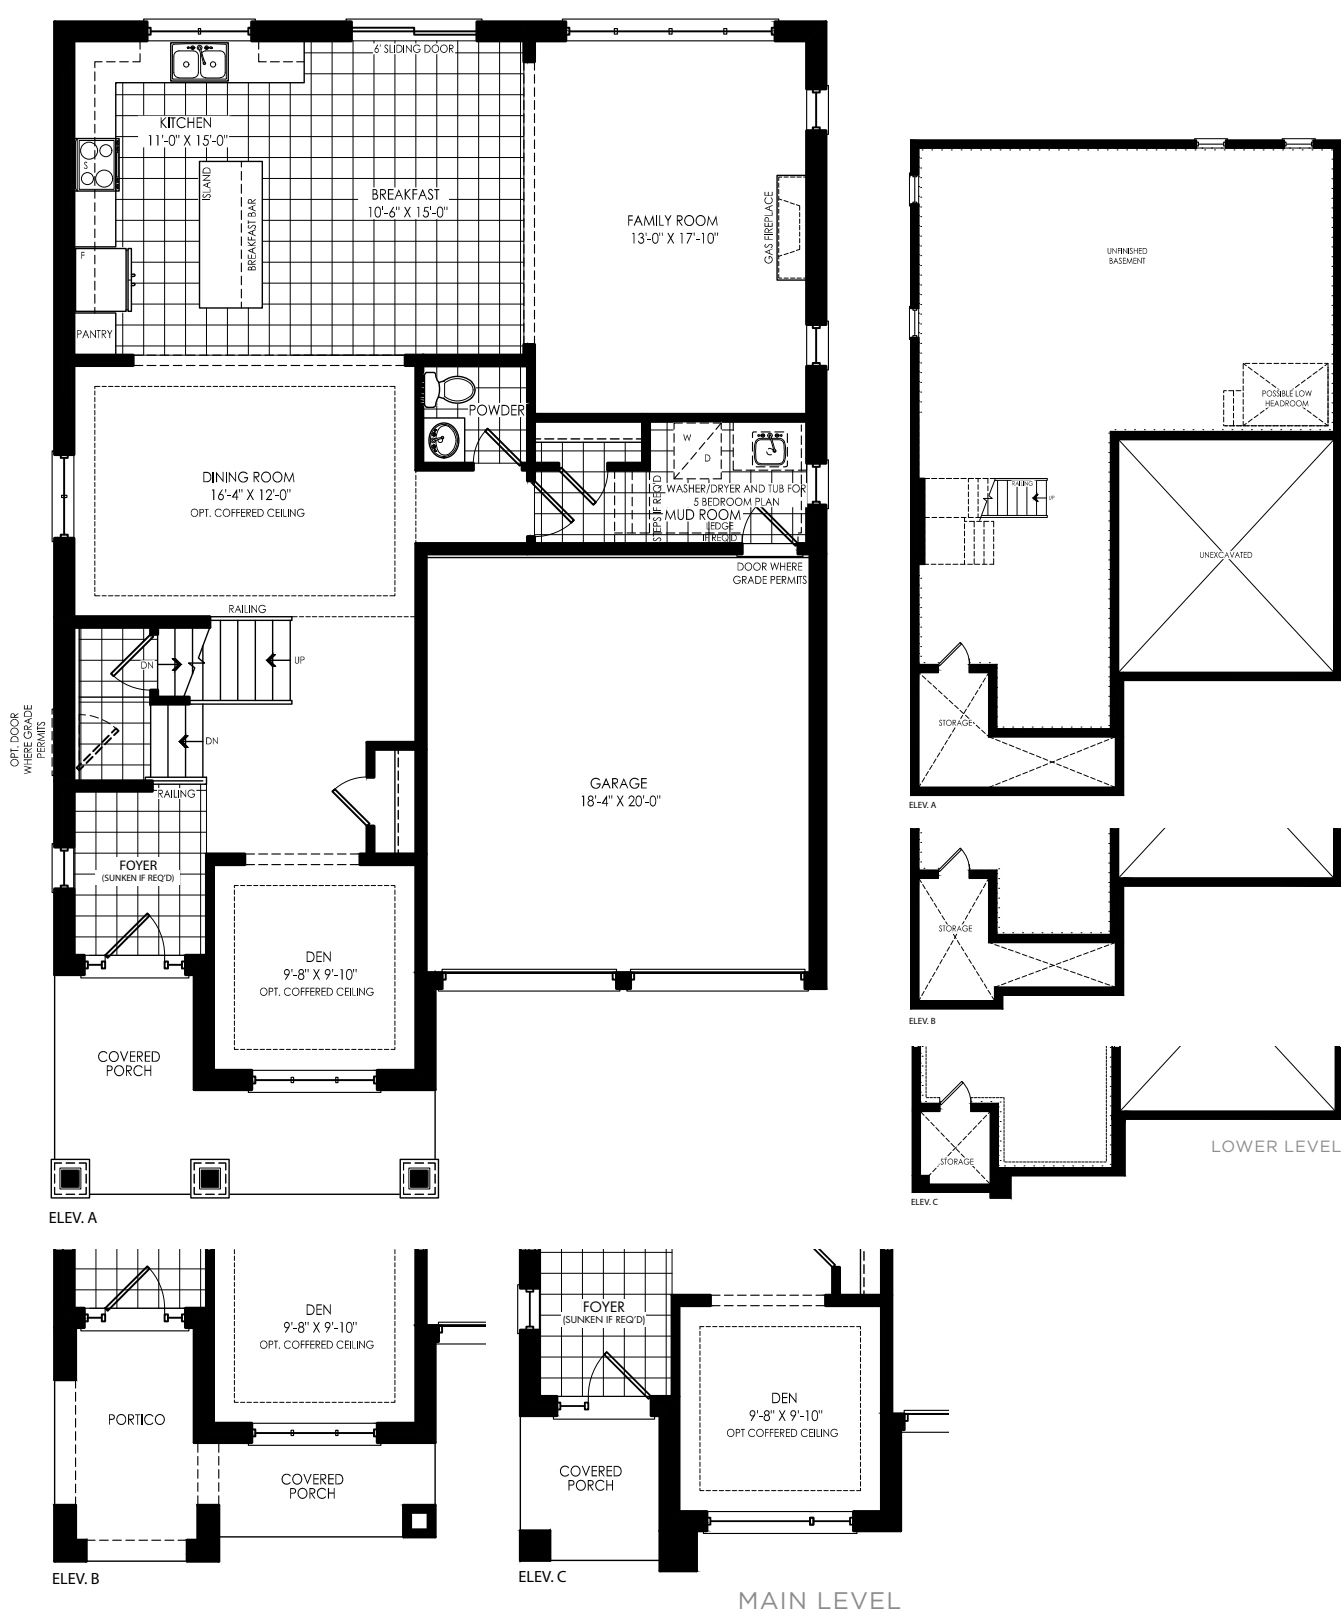 6' SLIDING DOOR
KITCHEN
11'-0" X 15'-0"
S
ISLAND
BREAKFAST BAR
BREAKFAST
10'-6" X 15'-0"
F
PANTRY
FAMILY ROOM
13'-0" X 17'-10"
GAS FIREPLACE
POWDER
DINING ROOM
16'-4" X 12'-0"
OPT. COFFERED CEILING
W
D
WASHER/DRYER AND TUB FOR
5 BEDROOM PLAN
MUD ROOM
STEPS IF REQ'D
LEDGE
IF REQ'D
DOOR WHERE
GRADE PERMITS
RAILING
DN
UP
DN
OPT. DOOR
WHERE GRADE
PERMITS
RAILING
GARAGE
18'-4" X 20'-0"
FOYER
(SUNKEN IF REQ'D)
DEN
9'-8" X 9'-10"
OPT. COFFERED CEILING
COVERED
PORCH
ELEV. A
DEN
9'-8" X 9'-10"
OPT. COFFERED CEILING
PORTICO
COVERED
PORCH
ELEV. B
FOYER
(SUNKEN IF REQ'D)
DEN
9'-8" X 9'-10"
OPT COFFERED CEILING
COVERED
PORCH
ELEV. C
MAIN LEVEL
UNFINISHED
BASEMENT
POSSIBLE LOW
HEADROOM
RAILING
UP
UNEXCAVATED
STORAGE
ELEV. A
STORAGE
ELEV. B
STORAGE
ELEV. C
LOWER LEVEL